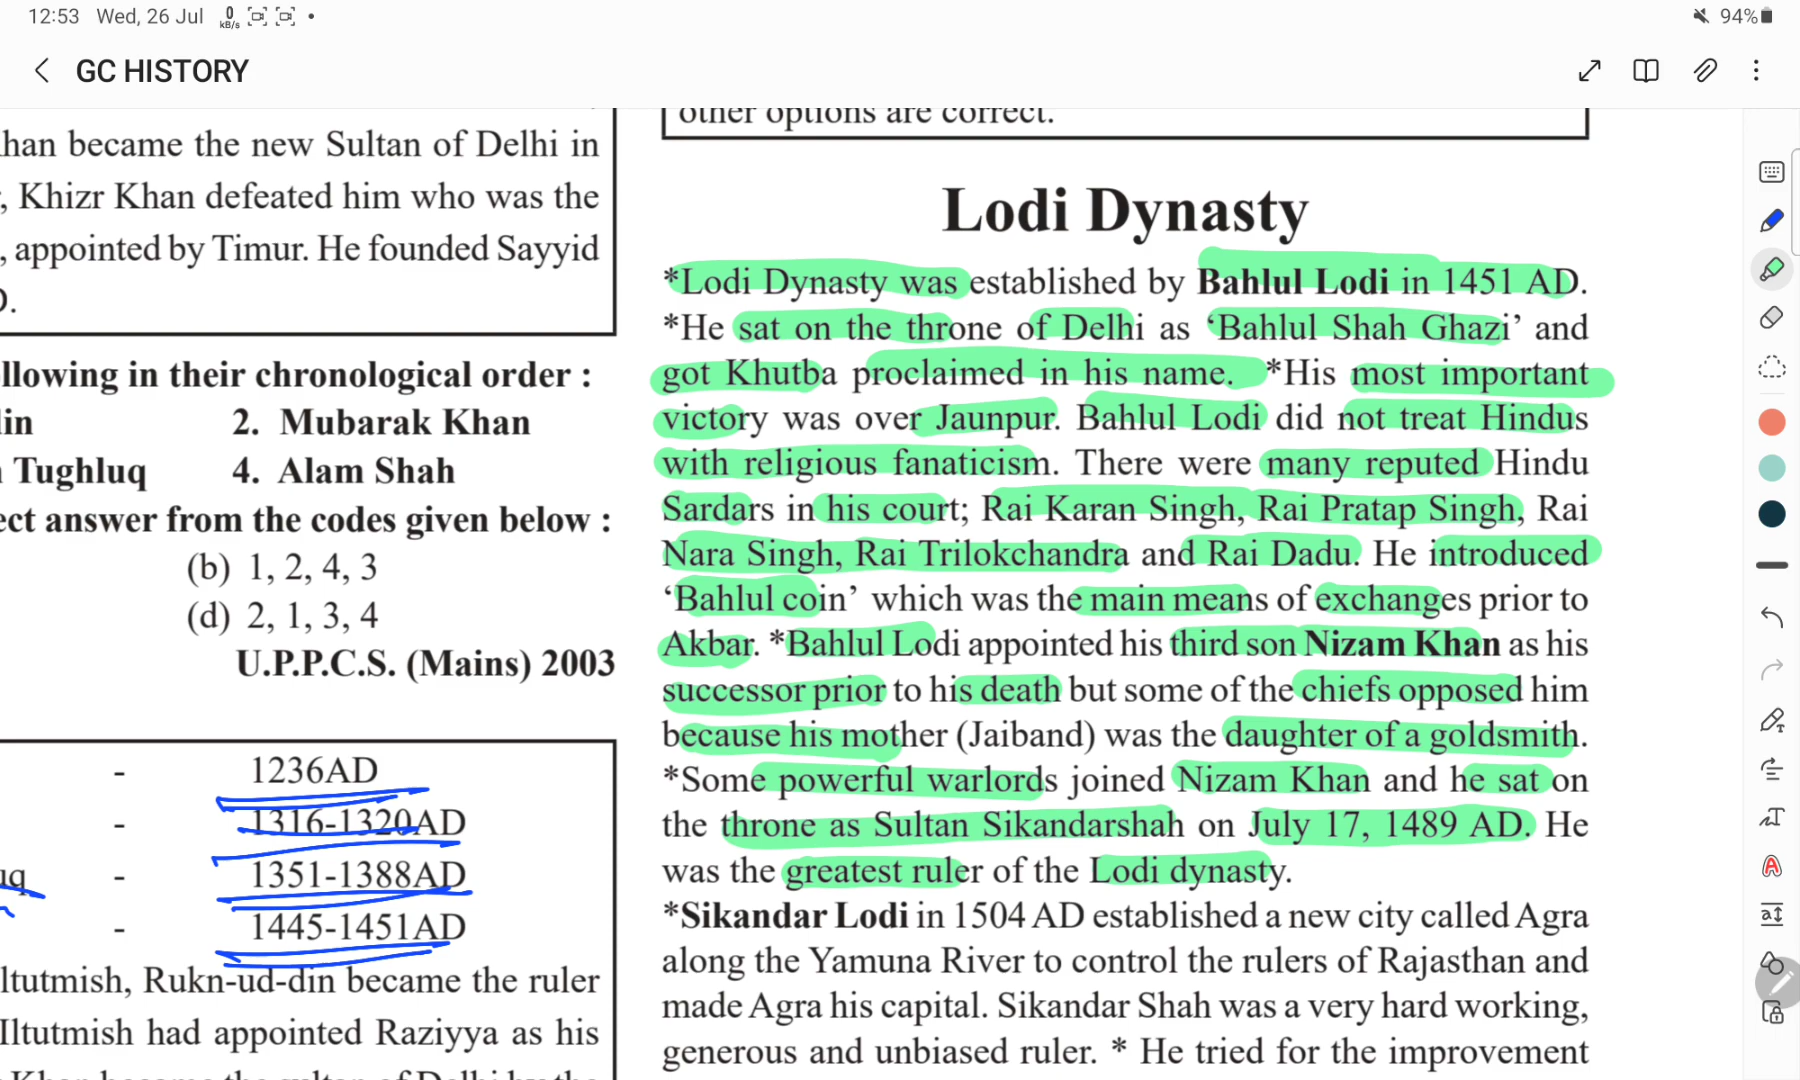 12:53 Wed, 26 Jul 0 kB/s 94%
GC HISTORY
han became the new Sultan of Delhi in
, Khizr Khan defeated him who was the
, appointed by Timur. He founded Sayyid
D.
llowing in their chronological order :
lin 2. Mubarak Khan
n Tughluq 4. Alam Shah
ect answer from the codes given below :
(b) 1, 2, 4, 3
(d) 2, 1, 3, 4
U.P.P.C.S. (Mains) 2003
- 1236AD
- 1316-1320AD
uq - 1351-1388AD
- 1445-1451AD
ltutmish, Rukn-ud-din became the ruler
Iltutmish had appointed Raziyya as his
other options are correct.
Lodi Dynasty
*Lodi Dynasty was established by Bahlul Lodi in 1451 AD.
*He sat on the throne of Delhi as ‘Bahlul Shah Ghazi’ and
got Khutba proclaimed in his name. *His most important
victory was over Jaunpur. Bahlul Lodi did not treat Hindus
with religious fanaticism. There were many reputed Hindu
Sardars in his court; Rai Karan Singh, Rai Pratap Singh, Rai
Nara Singh, Rai Trilokchandra and Rai Dadu. He introduced
‘Bahlul coin’ which was the main means of exchanges prior to
Akbar. *Bahlul Lodi appointed his third son Nizam Khan as his
successor prior to his death but some of the chiefs opposed him
because his mother (Jaiband) was the daughter of a goldsmith.
*Some powerful warlords joined Nizam Khan and he sat on
the throne as Sultan Sikandarshah on July 17, 1489 AD. He
was the greatest ruler of the Lodi dynasty.
*Sikandar Lodi in 1504 AD established a new city called Agra
along the Yamuna River to control the rulers of Rajasthan and
made Agra his capital. Sikandar Shah was a very hard working,
generous and unbiased ruler. * He tried for the improvement